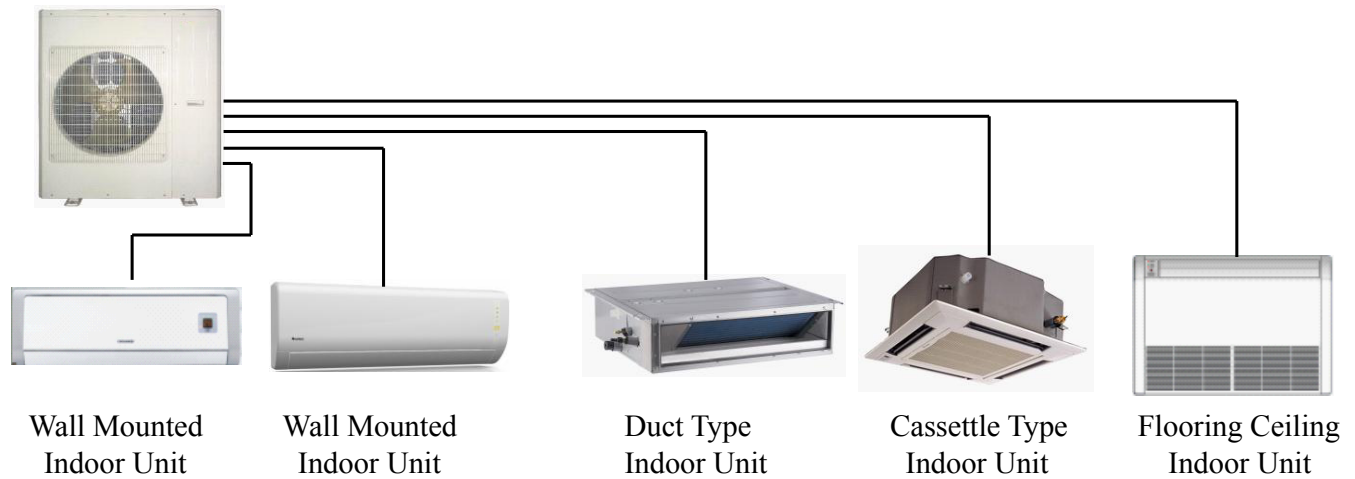 Wall Mounted
Indoor Unit
Wall Mounted
Indoor Unit
Duct Type
Indoor Unit
Cassettle Type
Indoor Unit
Flooring Ceiling
Indoor Unit